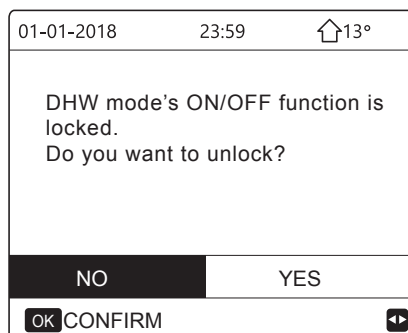 01-01-2018 23:59 13°
DHW mode's ON/OFF function is
locked.
Do you want to unlock?
NO YES
OK CONFIRM